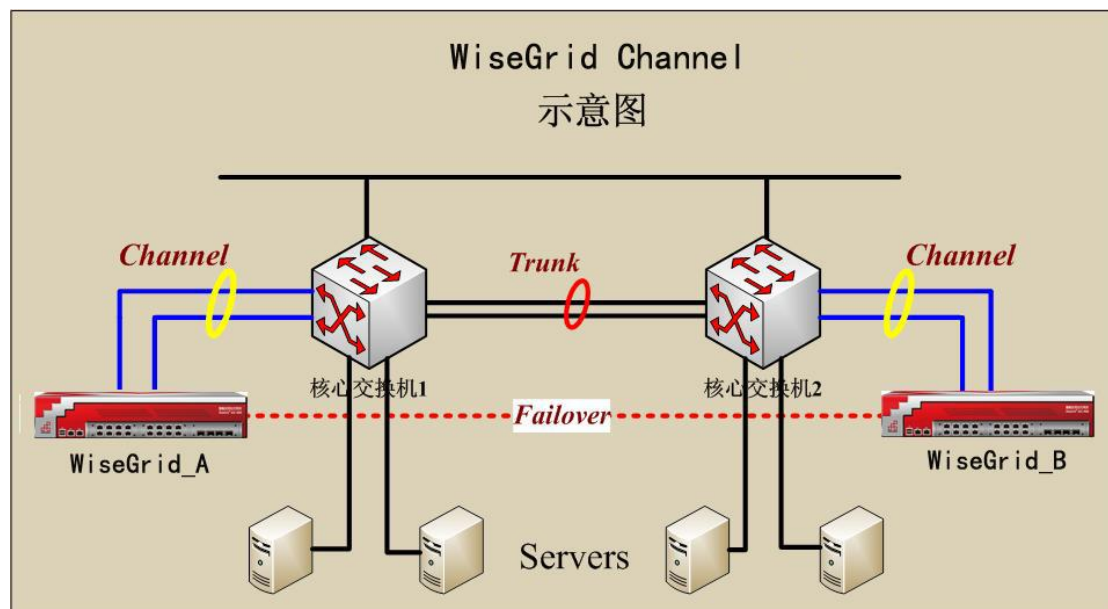 WiseGrid Channel
示意图
Channel
Trunk
Channel
核心交换机1
核心交换机2
Failover
WiseGrid_A
WiseGrid_B
Servers